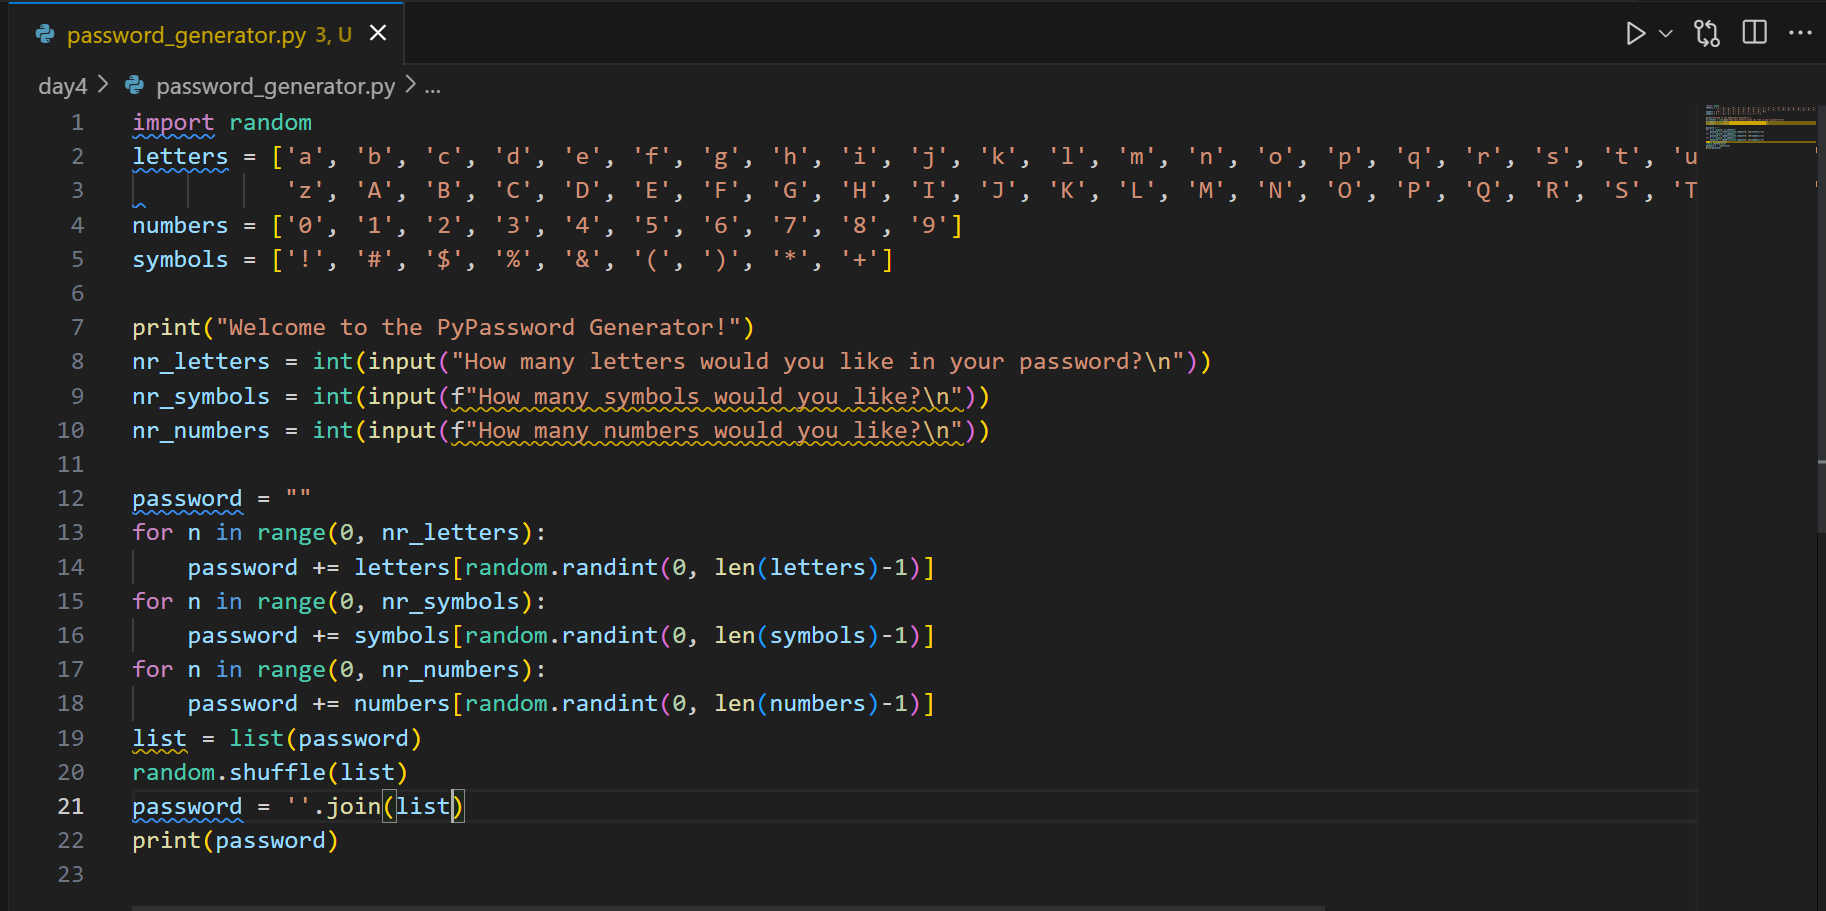 password_generator.py 3, U
day4 > password_generator.py > ...
1 import random
2 letters = ['a', 'b', 'c', 'd', 'e', 'f', 'g', 'h', 'i', 'j', 'k', 'l', 'm', 'n', 'o', 'p', 'q', 'r', 's', 't', 'u
3 'z', 'A', 'B', 'C', 'D', 'E', 'F', 'G', 'H', 'I', 'J', 'K', 'L', 'M', 'N', 'O', 'P', 'Q', 'R', 'S', 'T
4 numbers = ['0', '1', '2', '3', '4', '5', '6', '7', '8', '9']
5 symbols = ['!', '#', '$', '%', '&', '(', ')', '*', '+']
6
7 print("Welcome to the PyPassword Generator!")
8 nr_letters = int(input("How many letters would you like in your password?\n"))
9 nr_symbols = int(input(f"How many symbols would you like?\n"))
10 nr_numbers = int(input(f"How many numbers would you like?\n"))
11
12 password = ""
13 for n in range(0, nr_letters):
14     password += letters[random.randint(0, len(letters)-1)]
15 for n in range(0, nr_symbols):
16     password += symbols[random.randint(0, len(symbols)-1)]
17 for n in range(0, nr_numbers):
18     password += numbers[random.randint(0, len(numbers)-1)]
19 list = list(password)
20 random.shuffle(list)
21 password = ''.join(list)
22 print(password)
23